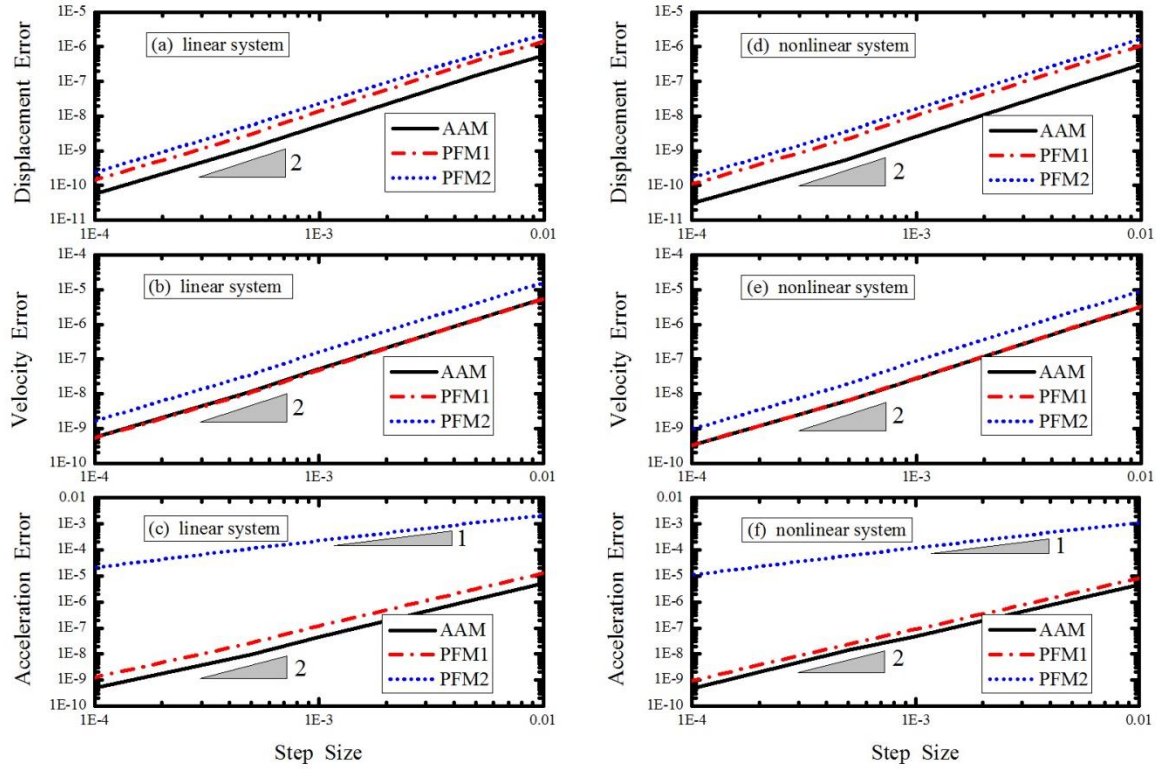 Displacement Error
1E-5
1E-6
1E-7
1E-8
1E-9
1E-10
1E-11
(a) linear system
AAM
PFM1
PFM2
2
1E-4
1E-3
0.01
Displacement Error
1E-5
1E-6
1E-7
1E-8
1E-9
1E-10
1E-11
(d) nonlinear system
AAM
PFM1
PFM2
2
1E-4
1E-3
0.01
Velocity Error
1E-4
1E-5
1E-6
1E-7
1E-8
1E-9
1E-10
(b) linear system
AAM
PFM1
PFM2
2
1E-4
1E-3
0.01
Velocity Error
1E-4
1E-5
1E-6
1E-7
1E-8
1E-9
1E-10
(e) nonlinear system
AAM
PFM1
PFM2
2
1E-4
1E-3
0.01
Acceleration Error
0.01
1E-3
1E-4
1E-5
1E-6
1E-7
1E-8
1E-9
1E-10
(c) linear system
1
AAM
PFM1
PFM2
2
1E-4
1E-3
0.01
Step Size
Acceleration Error
0.01
1E-3
1E-4
1E-5
1E-6
1E-7
1E-8
1E-9
1E-10
(f) nonlinear system
1
AAM
PFM1
PFM2
2
1E-4
1E-3
0.01
Step Size